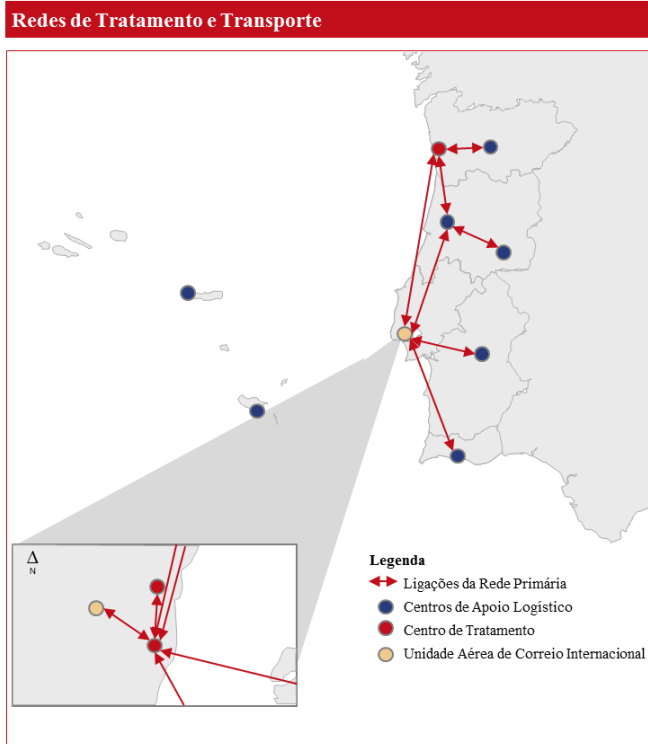 Redes de Tratamento e Transporte
Δ
N
Legenda
Ligações da Rede Primária
Centros de Apoio Logístico
Centro de Tratamento
Unidade Aérea de Correio Internacional